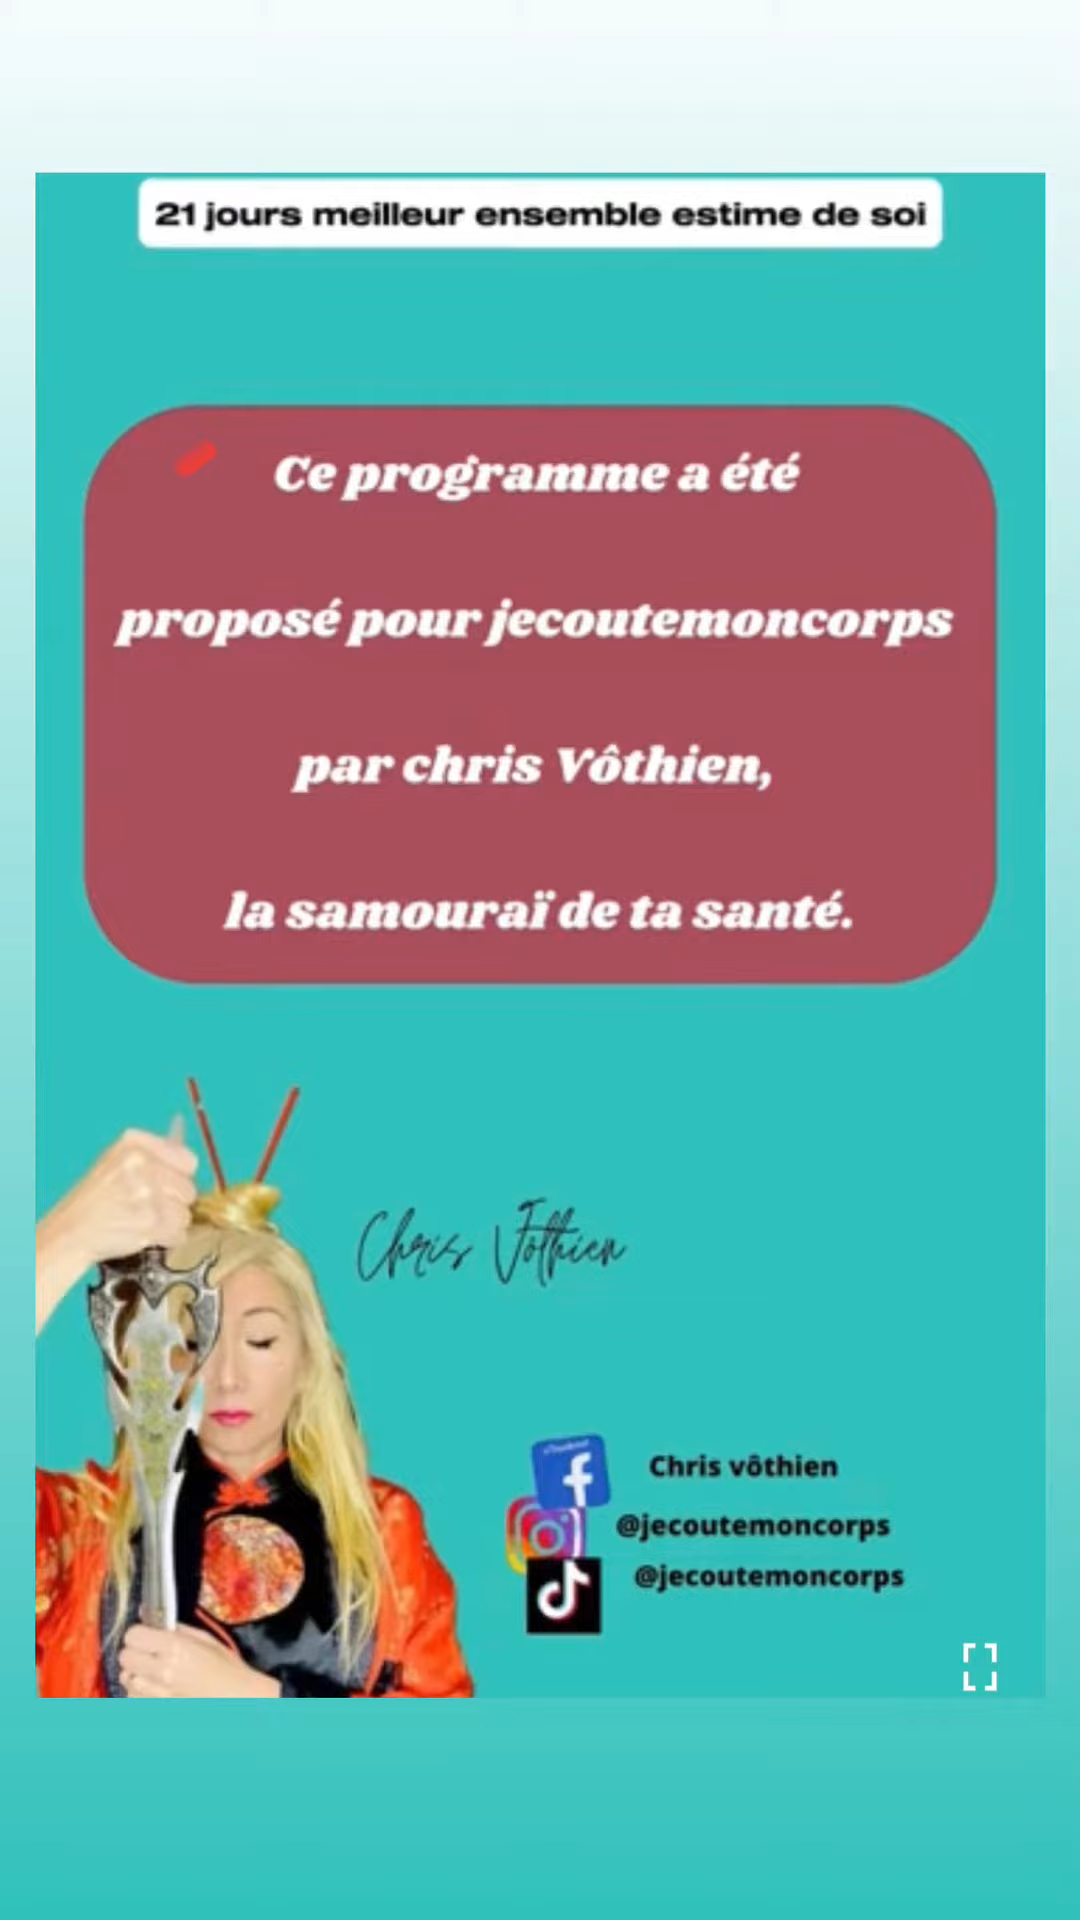 21 jours meilleur ensemble estime de soi
Ce programme a été
proposé pour jecoutemoncorps
par chris Vôthien,
la samouraï de ta santé.
Chris Vôthien
Chris vôthien
@jecoutemoncorps
@jecoutemoncorps